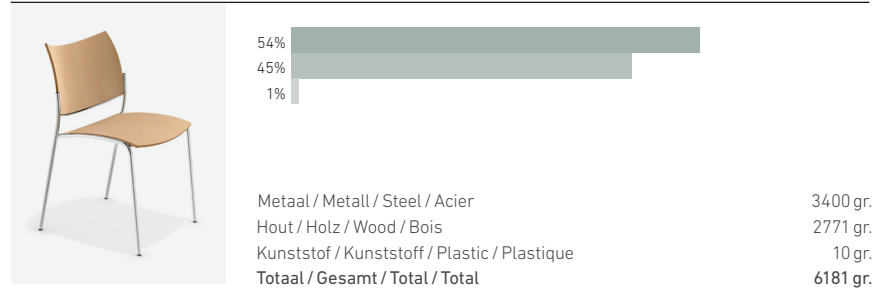 54%
45%
1%
Metaal / Metall / Steel / Acier 3400 gr.
Hout / Holz / Wood / Bois 2771 gr.
Kunststof / Kunststoff / Plastic / Plastique 10 gr.
Totaal / Gesamt / Total / Total 6181 gr.